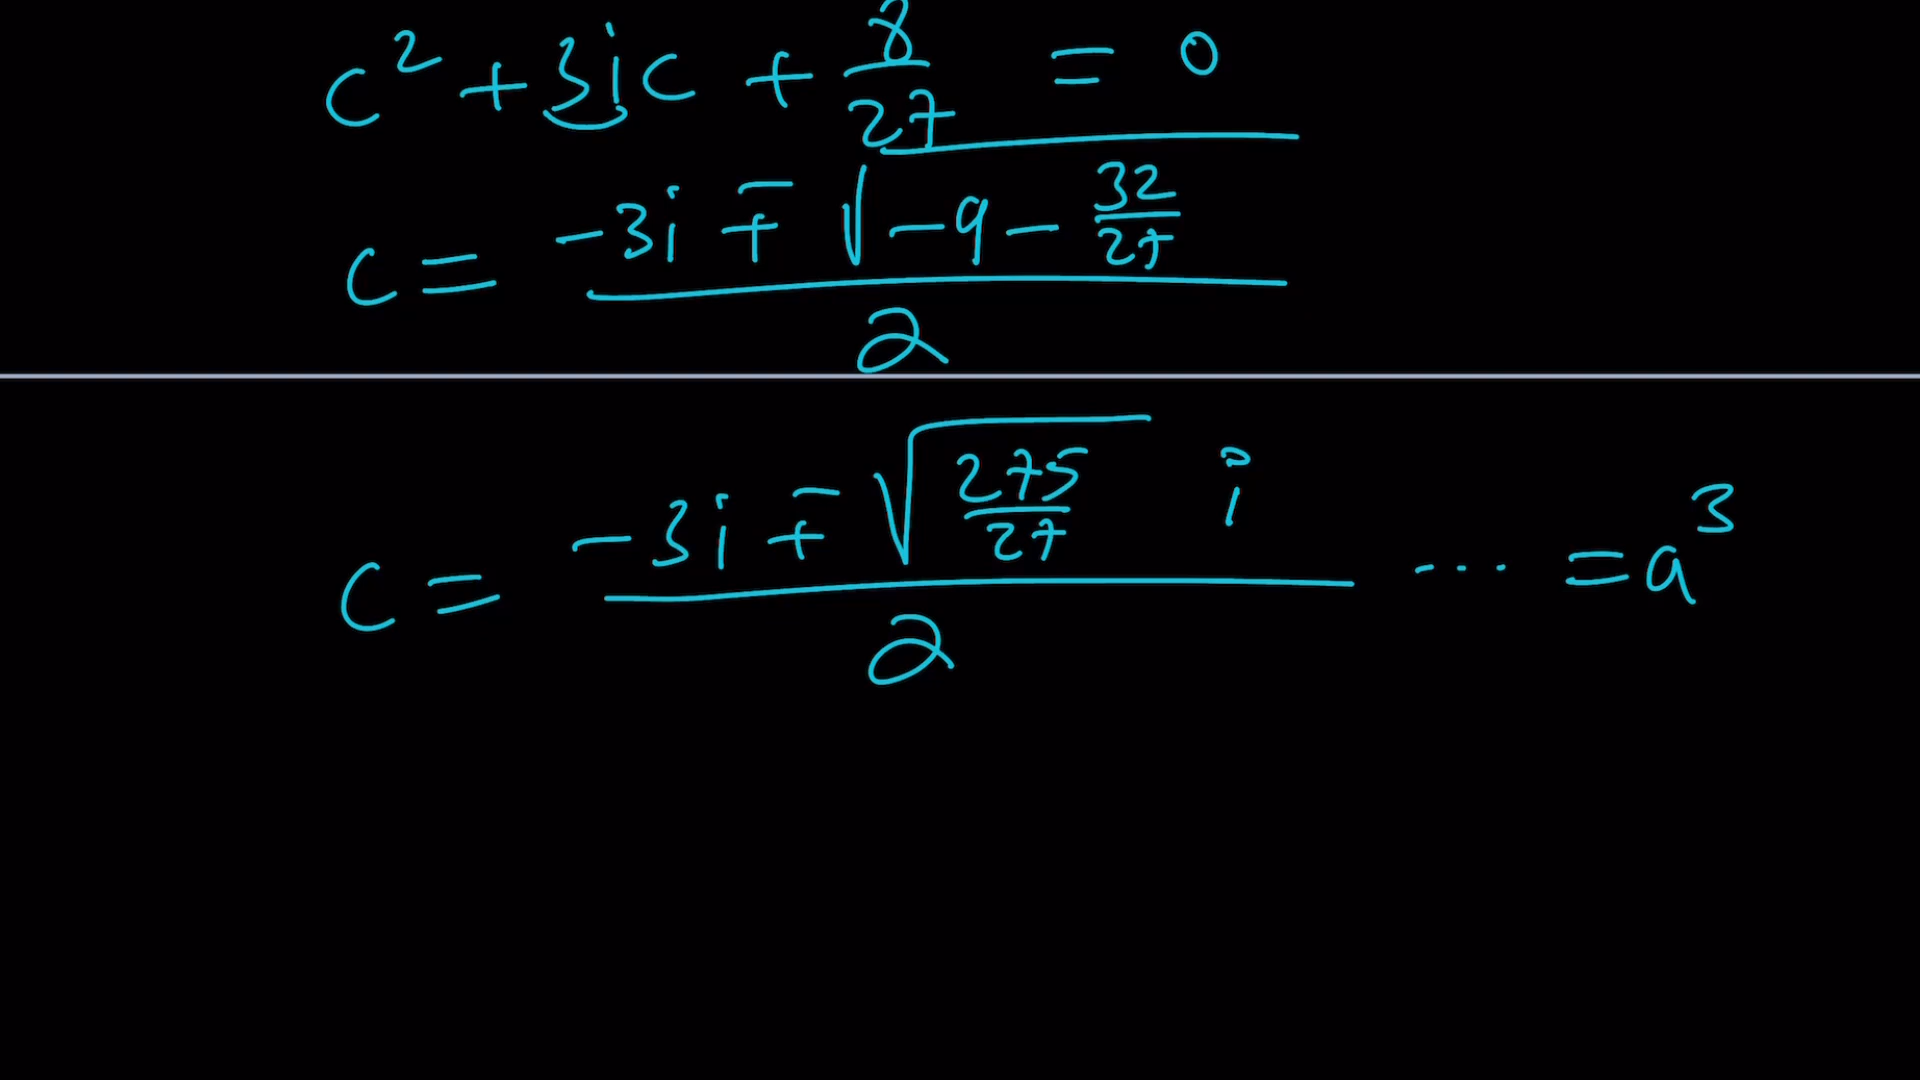 c² + 3ic + 8/27 = 0
c = (-3i ∓ √(-9 - 32/27))/2
c = (-3i ∓ √(275/27) i)/2 ... = a³